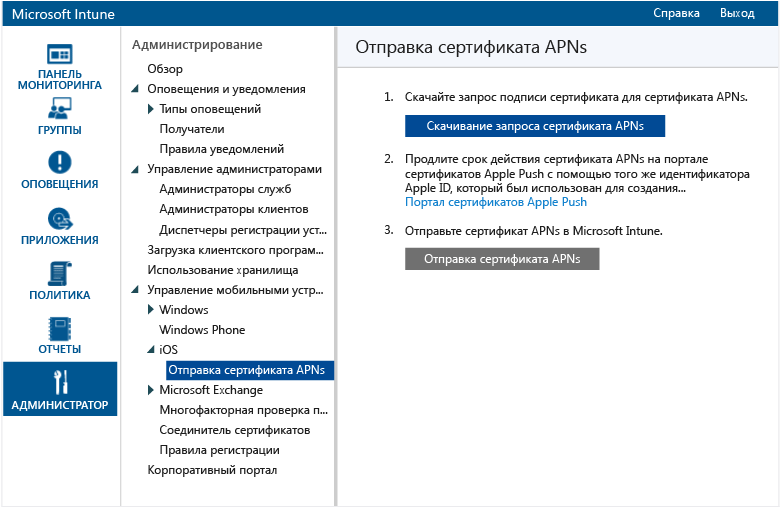 Microsoft Intune
Справка
Выход
ПАНЕЛЬ
МОНИТОРИНГА
ГРУППЫ
ОПОВЕЩЕНИЯ
ПРИЛОЖЕНИЯ
ПОЛИТИКА
ОТЧЕТЫ
АДМИНИСТРАТОР
Администрирование
Обзор
Оповещения и уведомления
Типы оповещений
Получатели
Правила уведомлений
Управление администраторами
Администраторы служб
Администраторы клиентов
Диспетчеры регистрации уст...
Загрузка клиентского програм...
Использование хранилища
Управление мобильными устр...
Windows
Windows Phone
iOS
Отправка сертификата APNs
Microsoft Exchange
Многофакторная проверка п...
Соединитель сертификатов
Правила регистрации
Корпоративный портал
Отправка сертификата APNs
1. Скачайте запрос подписи сертификата для сертификата APNs.
Скачивание запроса сертификата APNs
2. Продлите срок действия сертификата APNs на портале
сертификатов Apple Push с помощью того же идентификатора
Apple ID, который был использован для создания...
Портал сертификатов Apple Push
3. Отправьте сертификат APNs в Microsoft Intune.
Отправка сертификата APNs